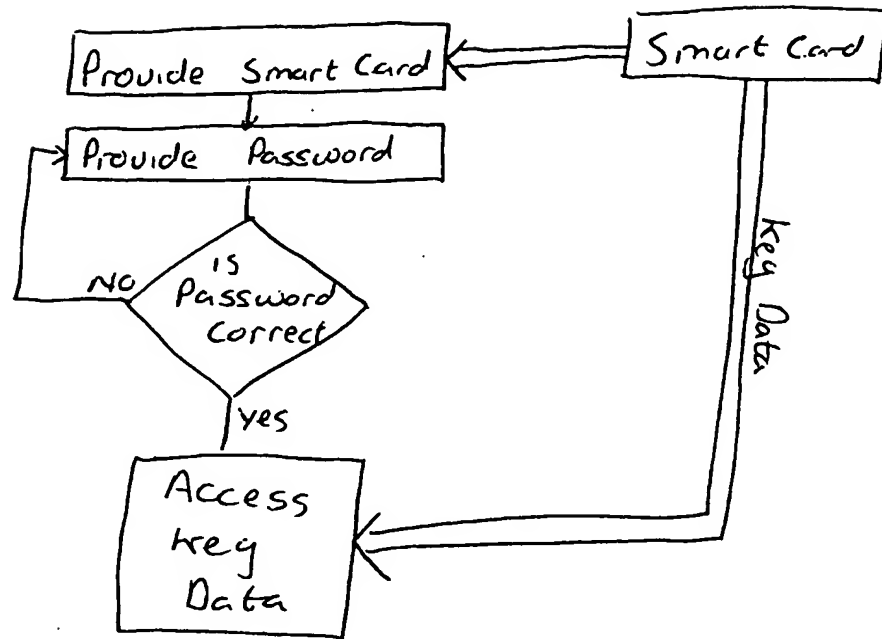 Provide Smart Card
Smart Card
Provide Password
NO
is
Password
Correct
yes
Key Data
Access
Key
Data